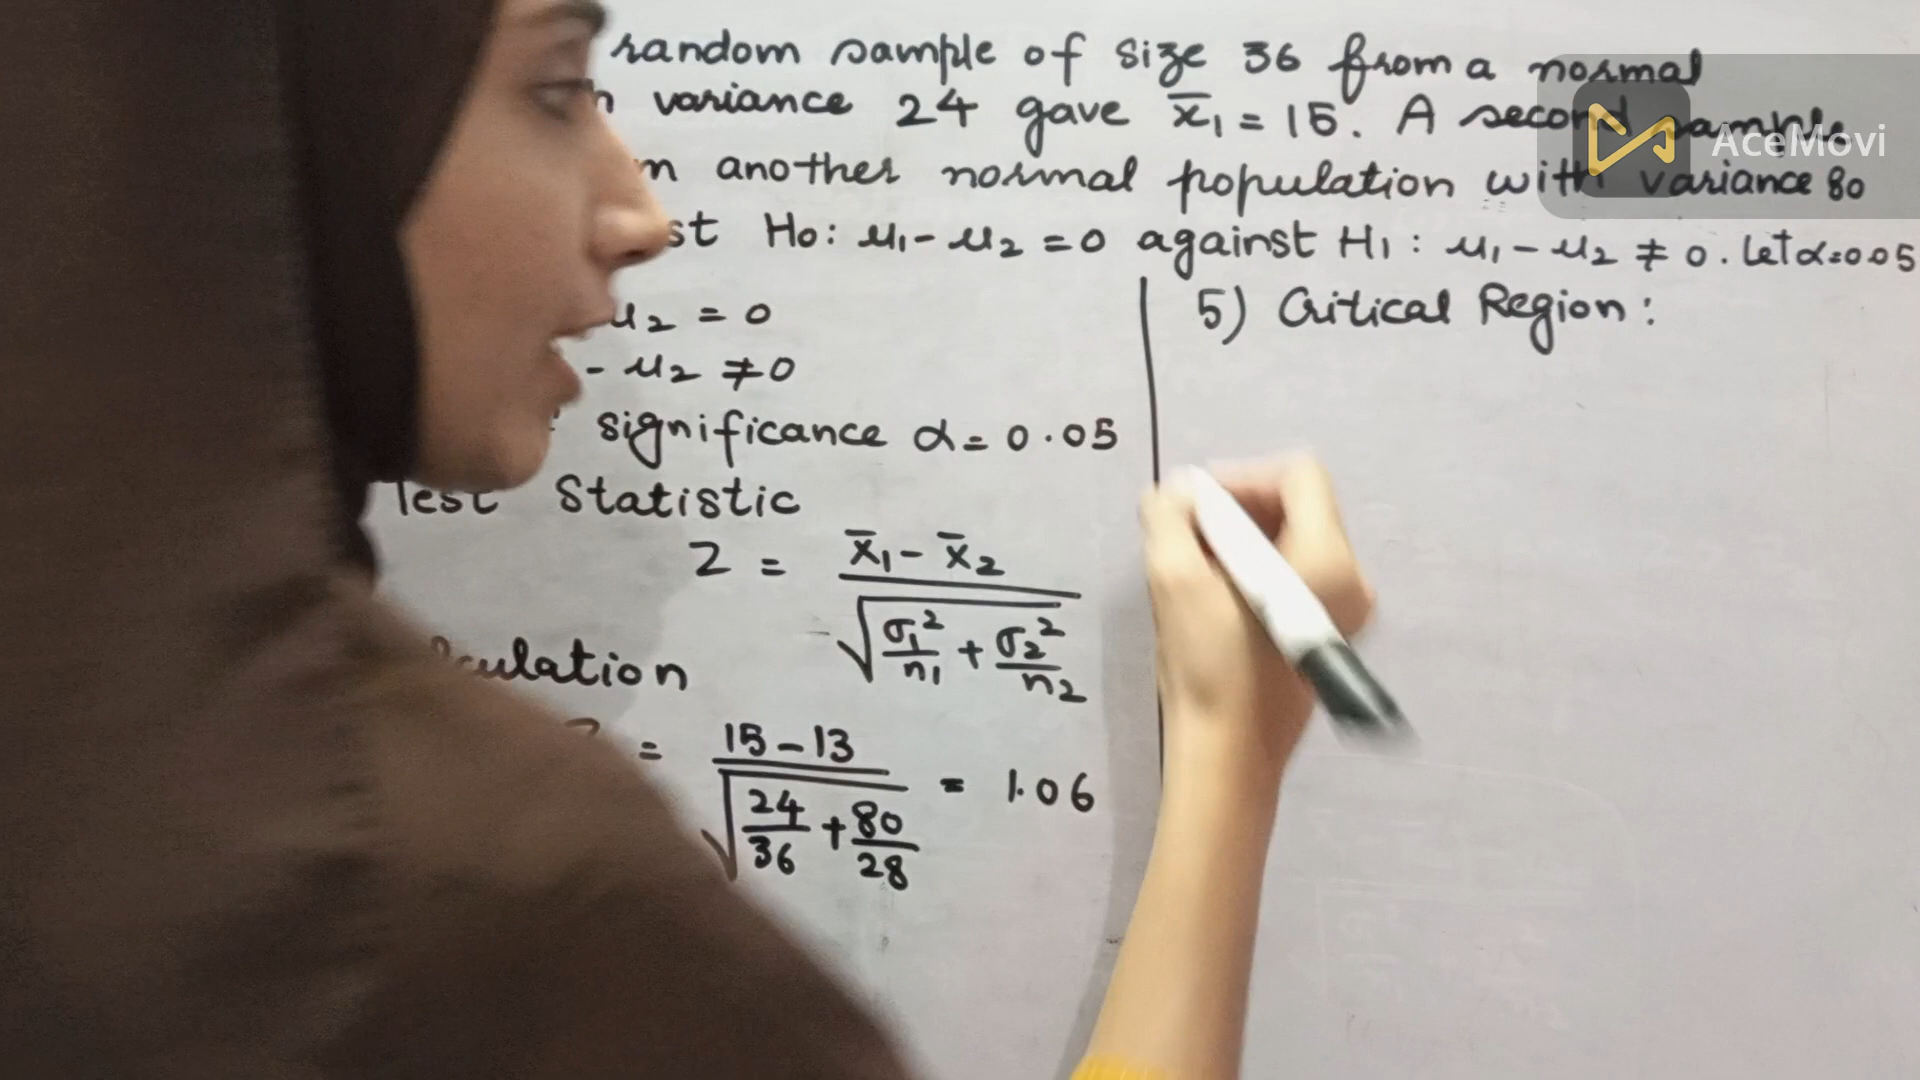 random sample of size 36 from a normal
variance 24 gave x̄₁ = 15. A second sample
another normal population with variance 80
H₀: μ₁ - μ₂ = 0 against H₁: μ₁ - μ₂ ≠ 0. Let α=0.05
μ₂ = 0
- μ₂ ≠ 0
significance α = 0.05
Test Statistic
Z = (x̄₁ - x̄₂) / √(σ₁²/n₁ + σ₂²/n₂)
= (15 - 13) / √(24/36 + 80/28) = 1.06
5) Critical Region:
AceMovi